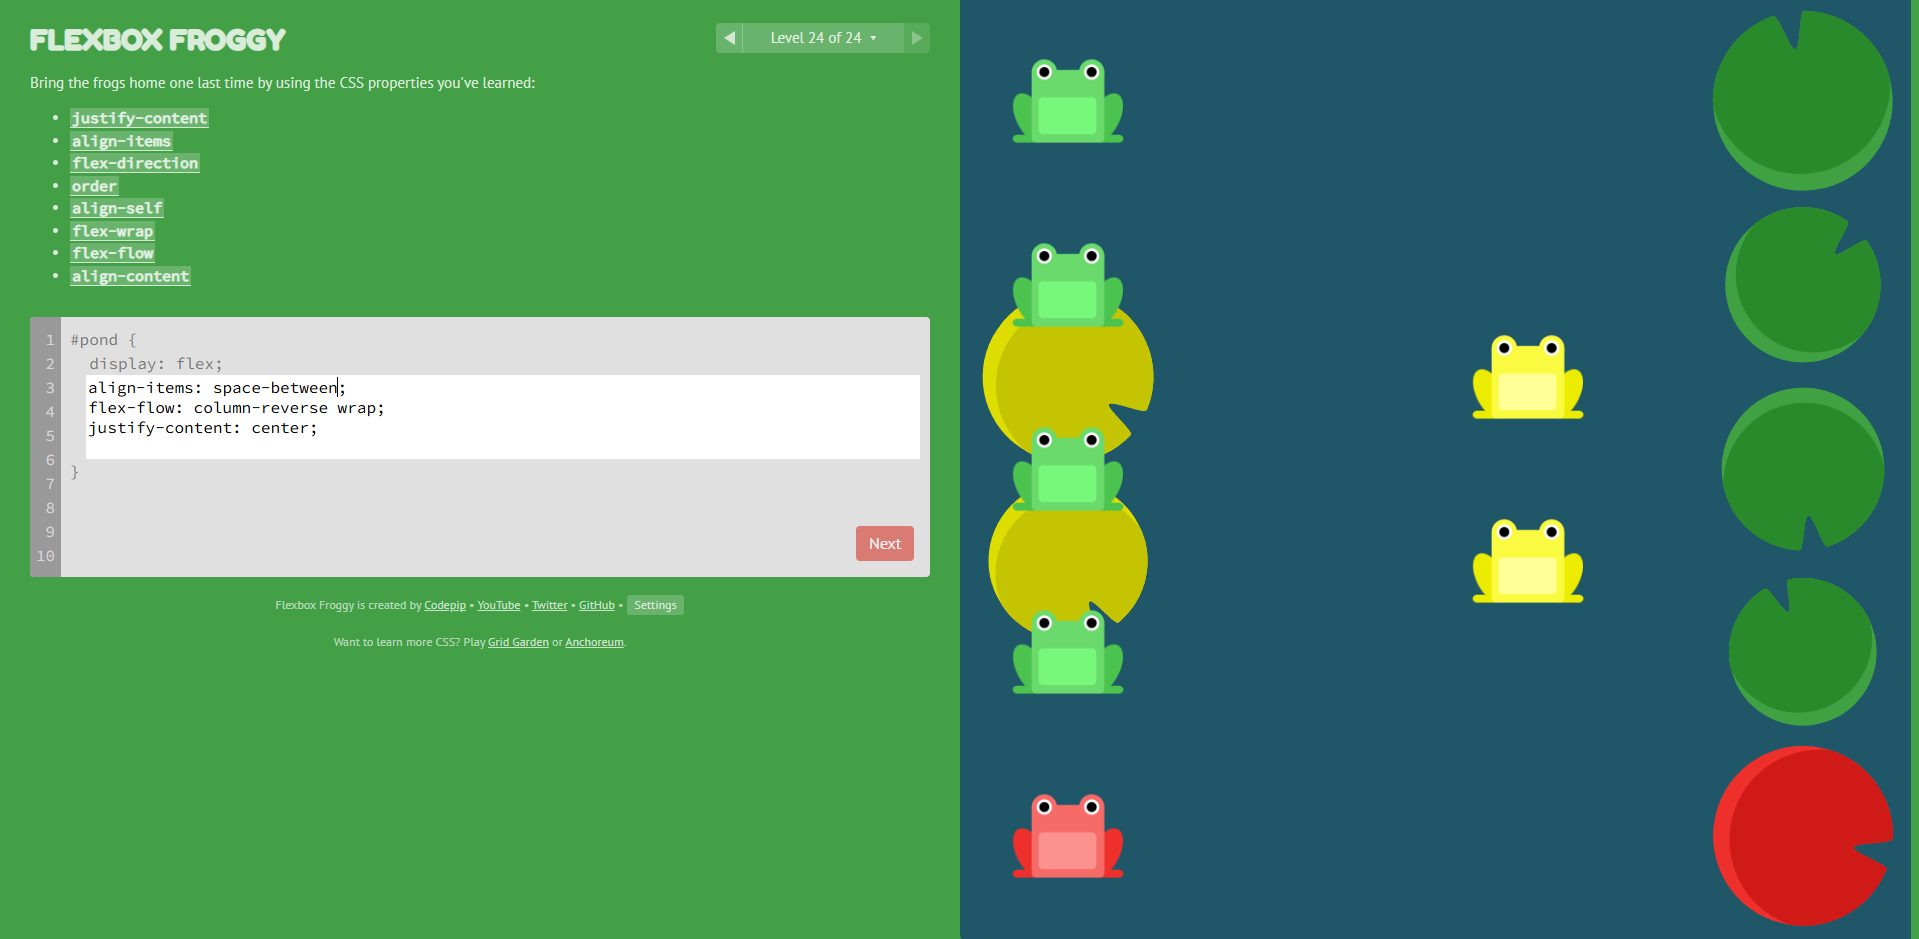 FLEXBOX FROGGY
◀ Level 24 of 24 ▾ ▶
Bring the frogs home one last time by using the CSS properties you've learned:
• justify-content
• align-items
• flex-direction
• order
• align-self
• flex-wrap
• flex-flow
• align-content
1 #pond {
2 display: flex;
3 align-items: space-between;
4 flex-flow: column-reverse wrap;
5 justify-content: center;
6
7 }
8
9
10
Next
Flexbox Froggy is created by Codepip • YouTube • Twitter • GitHub • Settings
Want to learn more CSS? Play Grid Garden or Anchoreum.